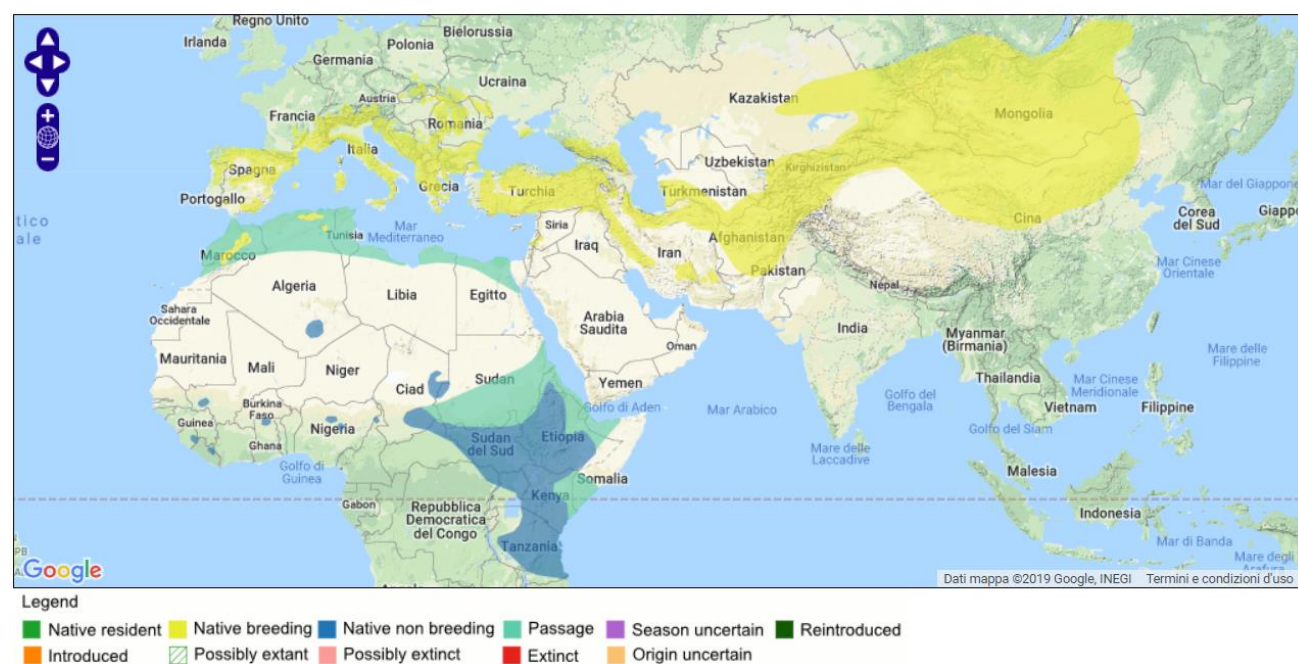 Regno Unito
Irlanda
Bielorussia
Polonia
Germania
Ucraina
Austria
Kazakistan
Francia
Romania
Mongolia
Italia
Uzbekistan
Kirghizistan
Spagna
Grecia
Turchia
Turkmenistan
Portogallo
Mar del Giappone
Cina
Corea
del Sud
Giappo
tico
ale
Mar
Mediterraneo
Tunisia
Siria
Iraq
Iran
Afghanistan
Marocco
Pakistan
Mar Cinese
Orientale
Nepal
Algeria
Libia
Egitto
Sahara
Occidentale
Arabia
Saudita
India
Myanmar
(Birmania)
Oman
Mauritania
Mali
Niger
Ciad
Sudan
Yemen
Mare delle
Filippine
Thailandia
Mar Cinese
Meridionale
Golfo del
Bengala
Golfo di Aden
Mar Arabico
Vietnam
Filippine
Burkina
Faso
Guinea
Nigeria
Ghana
Sudan
del Sud
Etiopia
Golfo del Siam
Mare delle
Laccadive
Golfo di
Guinea
Somalia
Malesia
Kenya
Gabon
Repubblica
Democratica
del Congo
Indonesia
Tanzania
Mar di Banda
Mare degli
Arafura
Google
Dati mappa ©2019 Google, INEGI Termini e condizioni d'uso
Legend
Native resident Native breeding Native non breeding Passage Season uncertain Reintroduced
Introduced Possibly extant Possibly extinct Extinct Origin uncertain